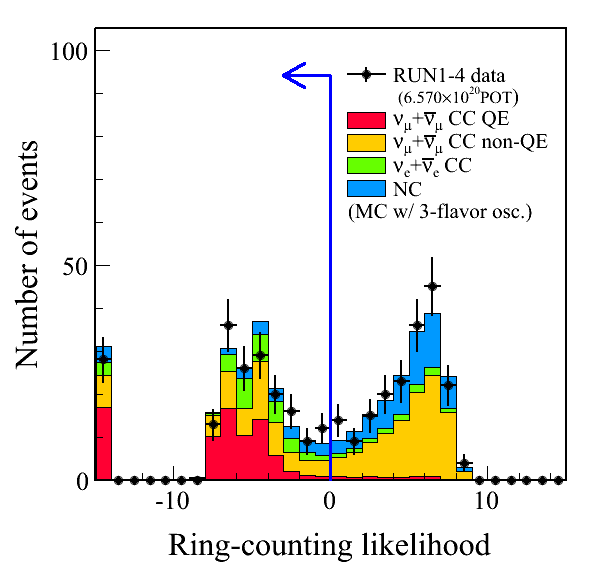 100
RUN1-4 data
(6.570×10²⁰POT)
νμ+ν̅μ CC QE
νμ+ν̅μ CC non-QE
νe+ν̅e CC
NC
(MC w/ 3-flavor osc.)
Number of events
50
0
-10 0 10
Ring-counting likelihood